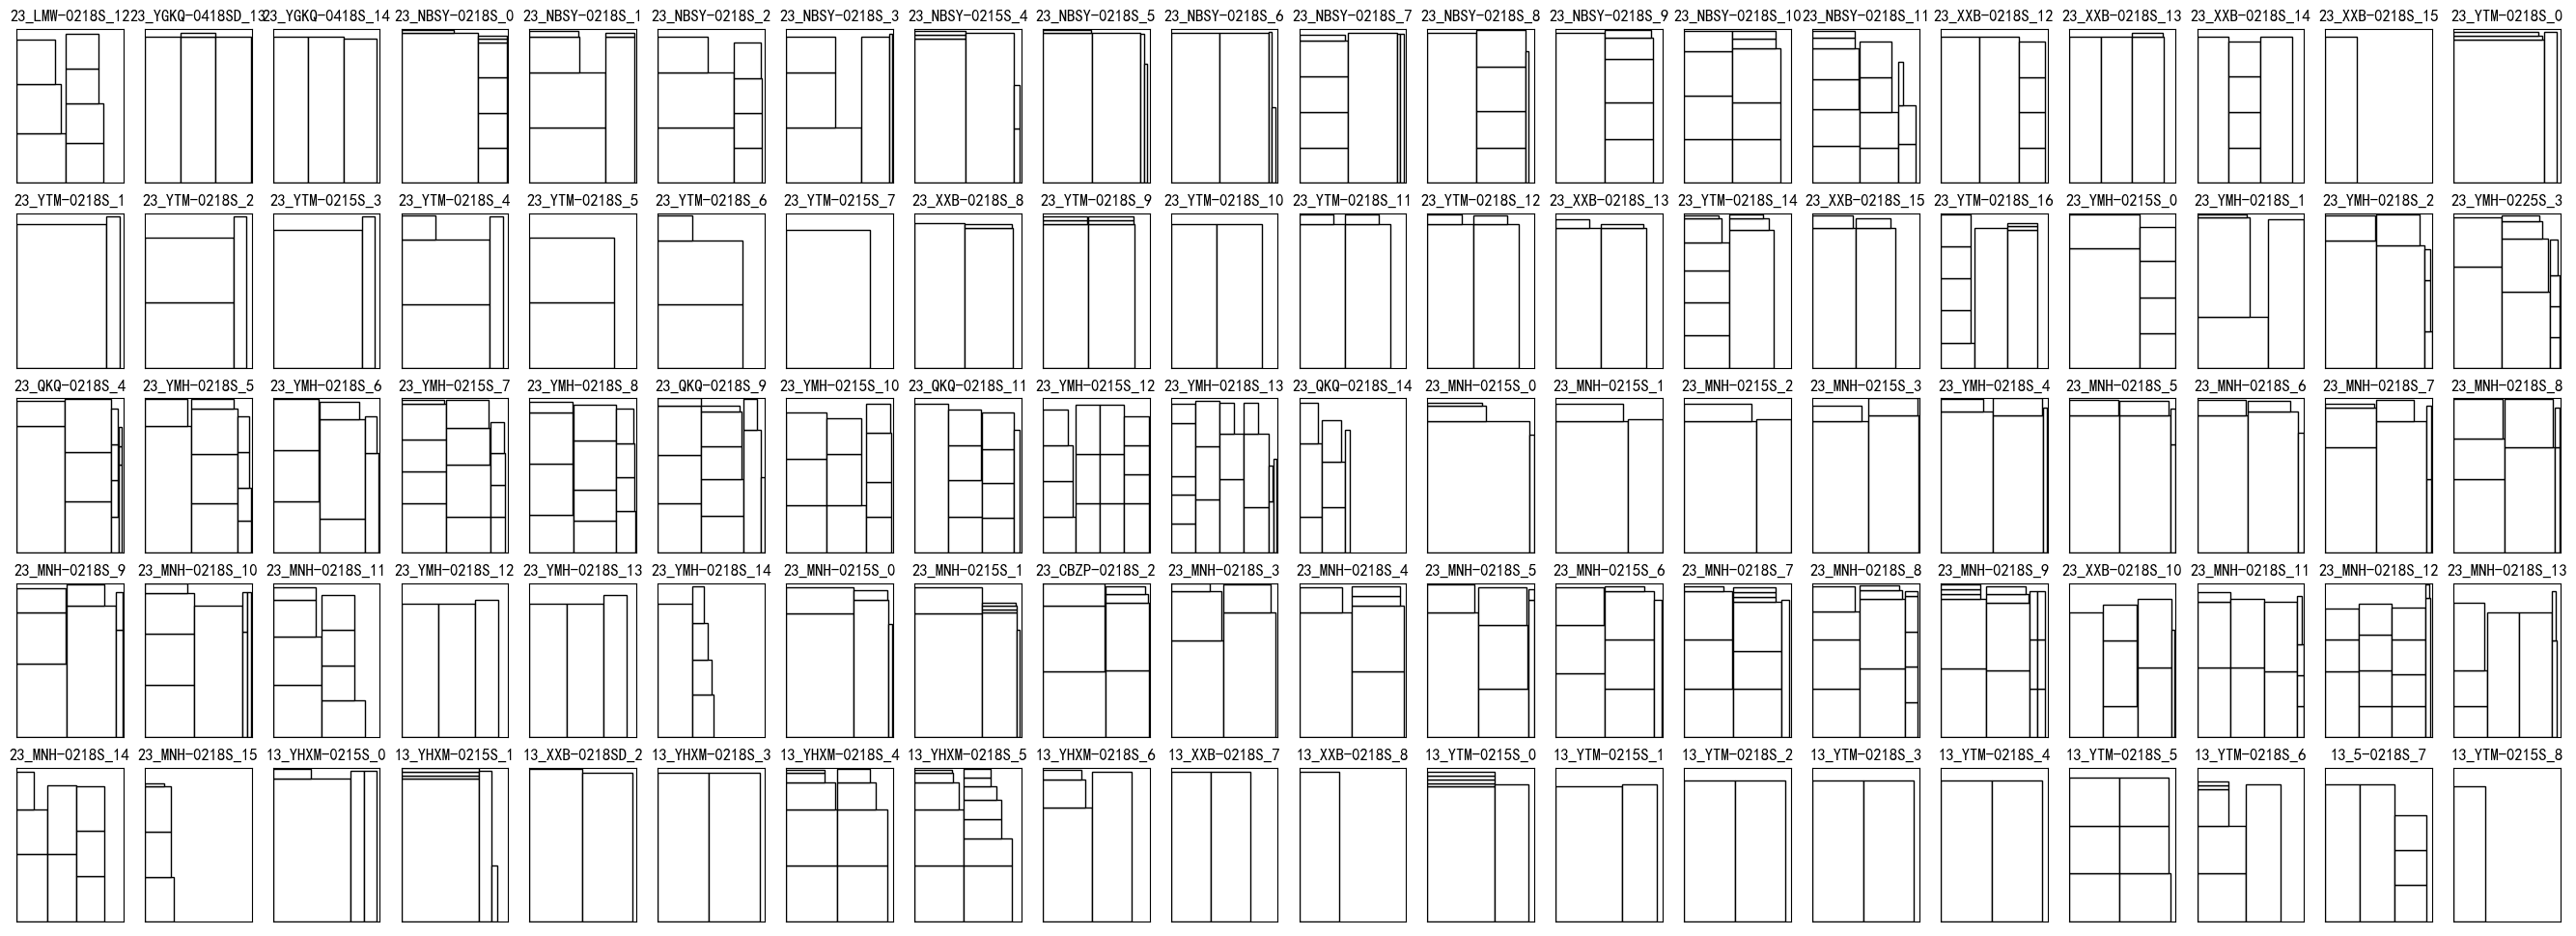 23_LMW-0218S_12 23_YGKQ-0418SD_13 23_YGKQ-0418S_14 23_NBSY-0218S_0 23_NBSY-0218S_1 23_NBSY-0218S_2 23_NBSY-0218S_3 23_NBSY-0215S_4 23_NBSY-0218S_5 23_NBSY-0218S_6 23_NBSY-0218S_7 23_NBSY-0218S_8 23_NBSY-0218S_9 23_NBSY-0218S_10 23_NBSY-0218S_11 23_XXB-0218S_12 23_XXB-0218S_13 23_XXB-0218S_14 23_XXB-0218S_15 23_YTM-0218S_0
23_YTM-0218S_1 23_YTM-0218S_2 23_YTM-0215S_3 23_YTM-0218S_4 23_YTM-0218S_5 23_YTM-0218S_6 23_YTM-0215S_7 23_XXB-0218S_8 23_YTM-0218S_9 23_YTM-0218S_10 23_YTM-0218S_11 23_YTM-0218S_12 23_XXB-0218S_13 23_YTM-0218S_14 23_XXB-0218S_15 23_YTM-0218S_16 23_YMH-0215S_0 23_YMH-0218S_1 23_YMH-0218S_2 23_YMH-0225S_3
23_QKQ-0218S_4 23_YMH-0218S_5 23_YMH-0218S_6 23_YMH-0215S_7 23_YMH-0218S_8 23_QKQ-0218S_9 23_YMH-0215S_10 23_QKQ-0218S_11 23_YMH-0215S_12 23_YMH-0218S_13 23_QKQ-0218S_14 23_MNH-0215S_0 23_MNH-0215S_1 23_MNH-0215S_2 23_MNH-0215S_3 23_YMH-0218S_4 23_MNH-0218S_5 23_MNH-0218S_6 23_MNH-0218S_7 23_MNH-0218S_8
23_MNH-0218S_9 23_MNH-0218S_10 23_MNH-0218S_11 23_YMH-0218S_12 23_YMH-0218S_13 23_YMH-0218S_14 23_MNH-0215S_0 23_MNH-0215S_1 23_CBZP-0218S_2 23_MNH-0218S_3 23_MNH-0218S_4 23_MNH-0218S_5 23_MNH-0215S_6 23_MNH-0218S_7 23_MNH-0218S_8 23_MNH-0218S_9 23_XXB-0218S_10 23_MNH-0218S_11 23_MNH-0218S_12 23_MNH-0218S_13
23_MNH-0218S_14 23_MNH-0218S_15 13_YHXM-0215S_0 13_YHXM-0215S_1 13_XXB-0218SD_2 13_YHXM-0218S_3 13_YHXM-0218S_4 13_YHXM-0218S_5 13_YHXM-0218S_6 13_XXB-0218S_7 13_XXB-0218S_8 13_YTM-0215S_0 13_YTM-0215S_1 13_YTM-0218S_2 13_YTM-0218S_3 13_YTM-0218S_4 13_YTM-0218S_5 13_YTM-0218S_6 13_5-0218S_7 13_YTM-0215S_8